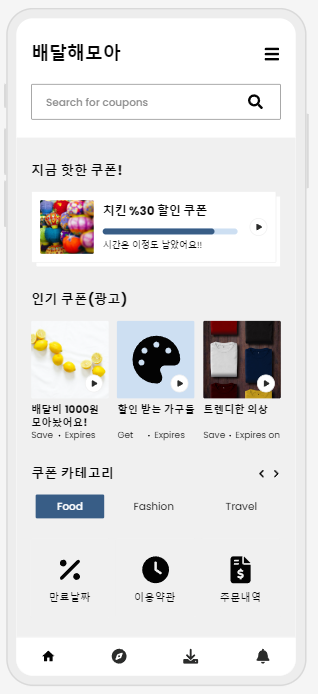 배달해모아
Search for coupons
지금 핫한 쿠폰!
치킨 %30 할인 쿠폰
시간은 이정도 남았어요!!
인기 쿠폰(광고)
배달비 1000원
모아놨어요!
Save · Expires
할인 받는 가구들
Get · Expires
트렌디한 의상
Save · Expires on
쿠폰 카테고리
Food Fashion Travel
만료날짜 이용약관 주문내역